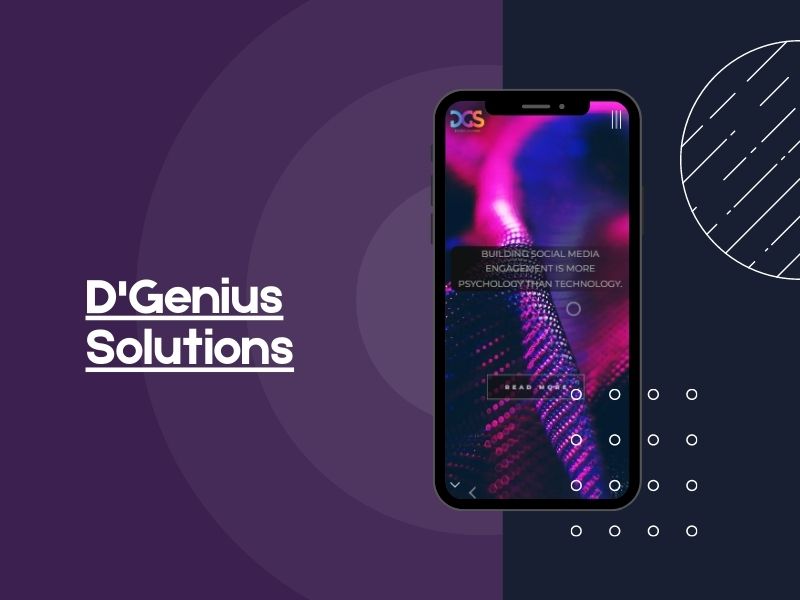 D'Genius
Solutions
DGS
BUILDING SOCIAL MEDIA
ENGAGEMENT IS MORE
PSYCHOLOGY THAN TECHNOLOGY.
READ MORE